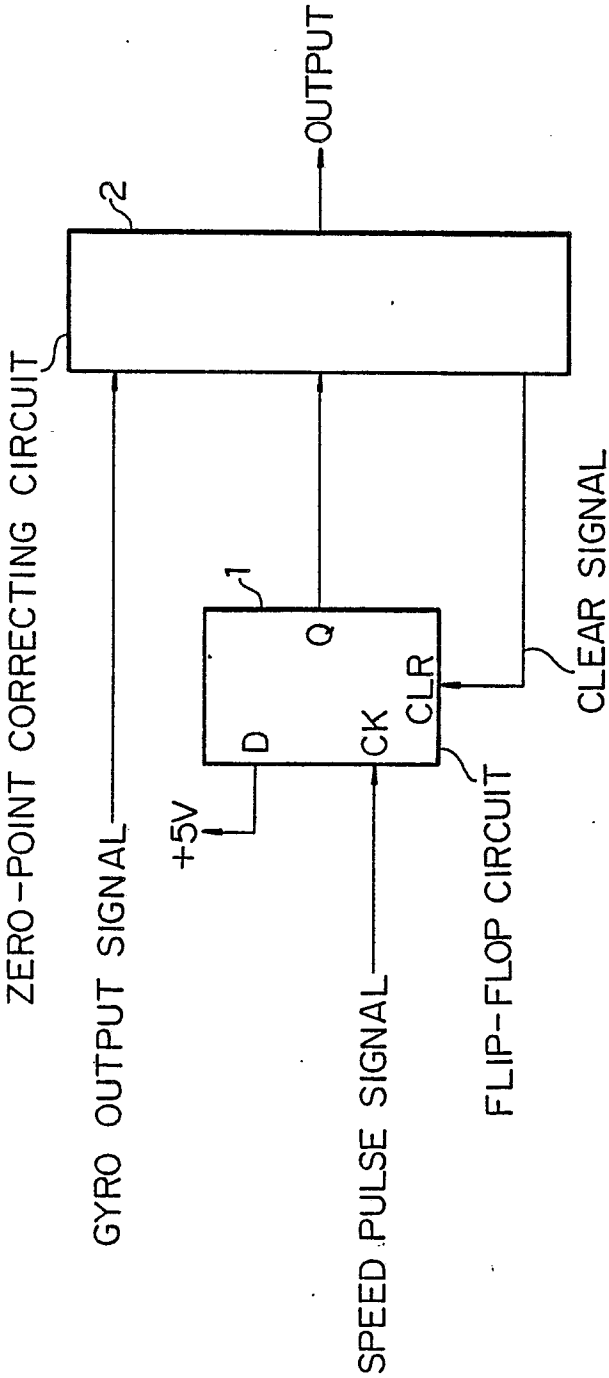 ZERO-POINT CORRECTING CIRCUIT
2
GYRO OUTPUT SIGNAL
OUTPUT
+5V
1
D
Q
CK
CLR
SPEED PULSE SIGNAL
FLIP-FLOP CIRCUIT
CLEAR SIGNAL